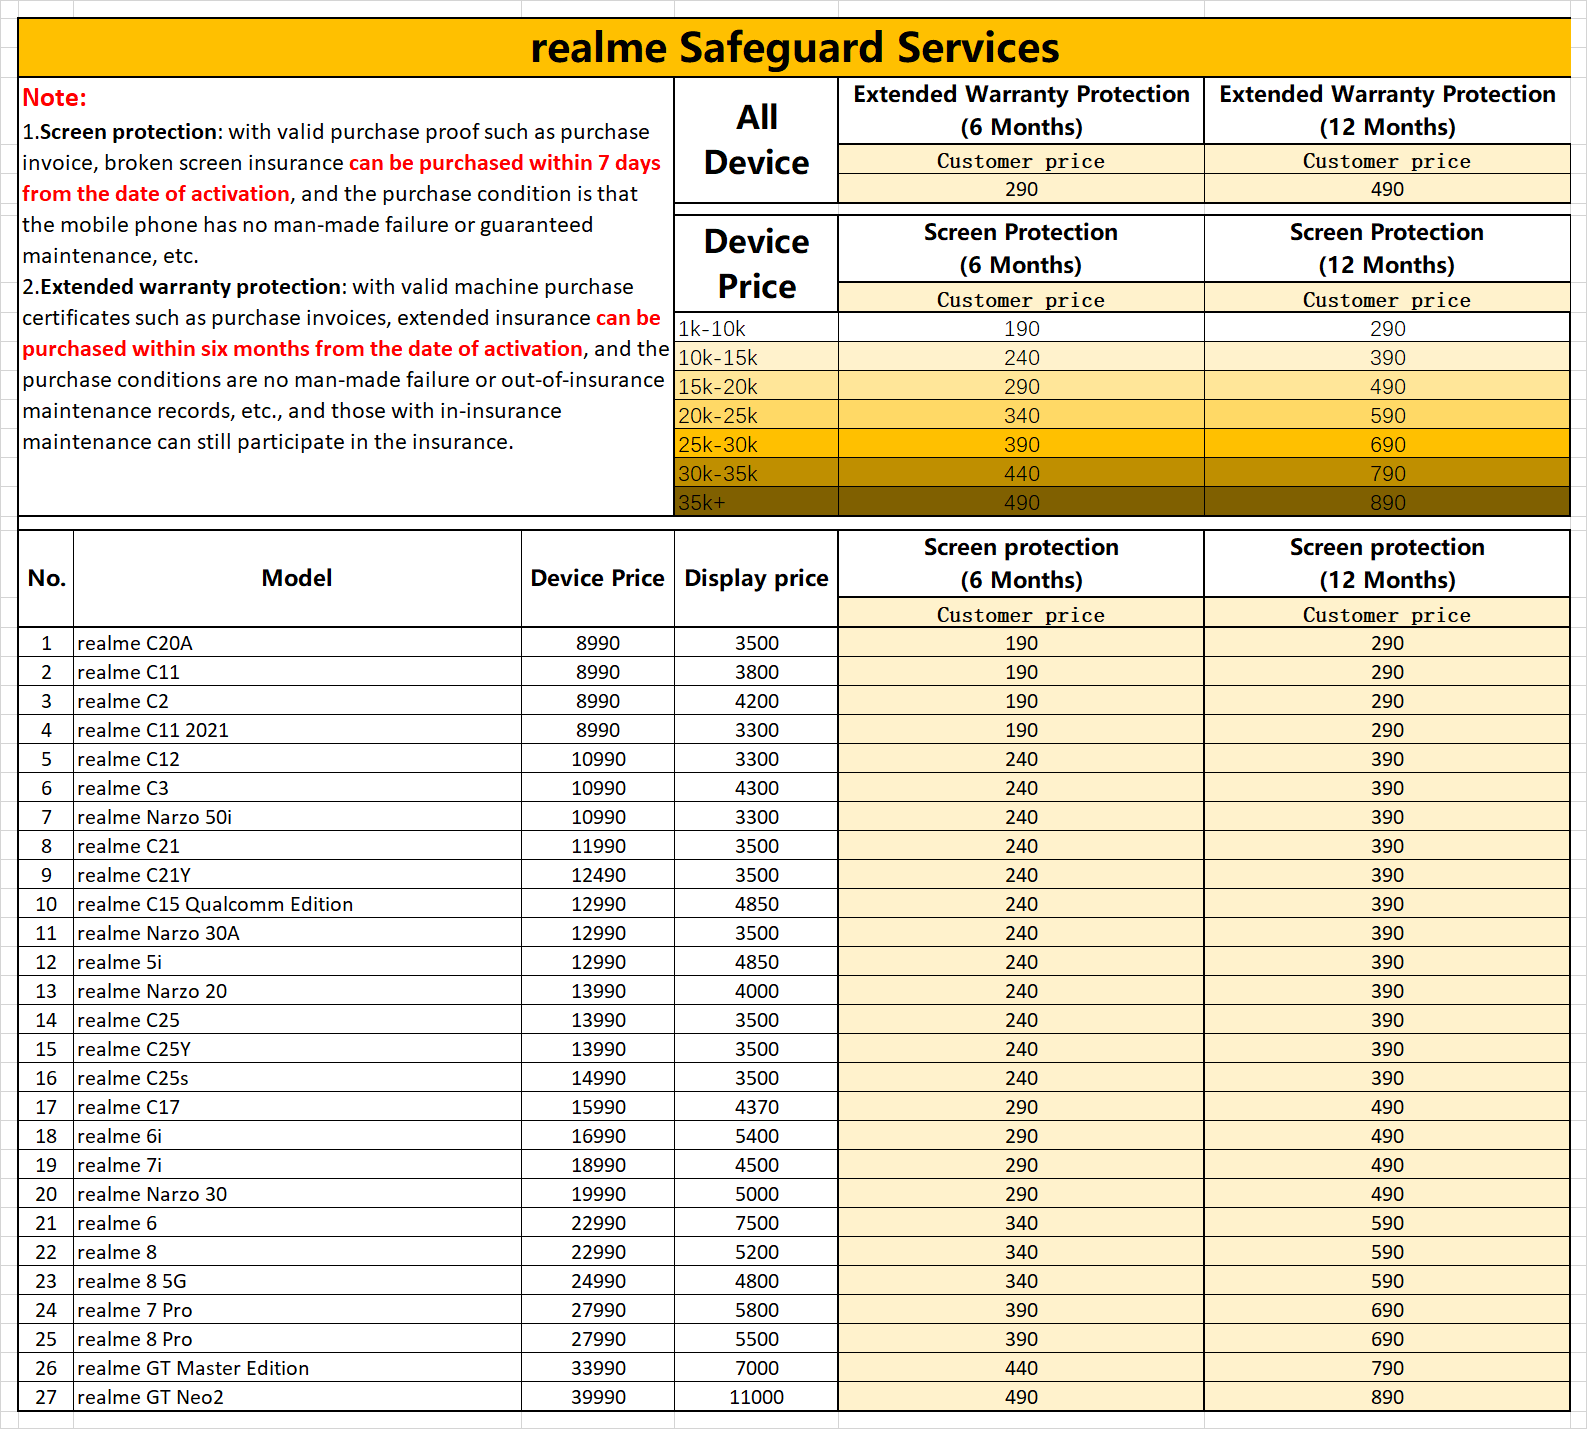 realme Safeguard Services
Note:
1.Screen protection: with valid purchase proof such as purchase
invoice, broken screen insurance can be purchased within 7 days
from the date of activation, and the purchase condition is that
the mobile phone has no man-made failure or guaranteed
maintenance, etc.
2.Extended warranty protection: with valid machine purchase
certificates such as purchase invoices, extended insurance can be
purchased within six months from the date of activation, and the
purchase conditions are no man-made failure or out-of-insurance
maintenance records, etc., and those with in-insurance
maintenance can still participate in the insurance.
All
Device
Extended Warranty Protection
(6 Months)
Extended Warranty Protection
(12 Months)
Customer price Customer price
290 490
Device
Price
Screen Protection
(6 Months)
Screen Protection
(12 Months)
Customer price Customer price
1k-10k 190 290
10k-15k 240 390
15k-20k 290 490
20k-25k 340 590
25k-30k 390 690
30k-35k 440 790
35k+ 490 890
No. Model Device Price Display price
Screen protection
(6 Months)
Screen protection
(12 Months)
Customer price Customer price
1 realme C20A 8990 3500 190 290
2 realme C11 8990 3800 190 290
3 realme C2 8990 4200 190 290
4 realme C11 2021 8990 3300 190 290
5 realme C12 10990 3300 240 390
6 realme C3 10990 4300 240 390
7 realme Narzo 50i 10990 3300 240 390
8 realme C21 11990 3500 240 390
9 realme C21Y 12490 3500 240 390
10 realme C15 Qualcomm Edition 12990 4850 240 390
11 realme Narzo 30A 12990 3500 240 390
12 realme 5i 12990 4850 240 390
13 realme Narzo 20 13990 4000 240 390
14 realme C25 13990 3500 240 390
15 realme C25Y 13990 3500 240 390
16 realme C25s 14990 3500 240 390
17 realme C17 15990 4370 290 490
18 realme 6i 16990 5400 290 490
19 realme 7i 18990 4500 290 490
20 realme Narzo 30 19990 5000 290 490
21 realme 6 22990 7500 340 590
22 realme 8 22990 5200 340 590
23 realme 8 5G 24990 4800 340 590
24 realme 7 Pro 27990 5800 390 690
25 realme 8 Pro 27990 5500 390 690
26 realme GT Master Edition 33990 7000 440 790
27 realme GT Neo2 39990 11000 490 890